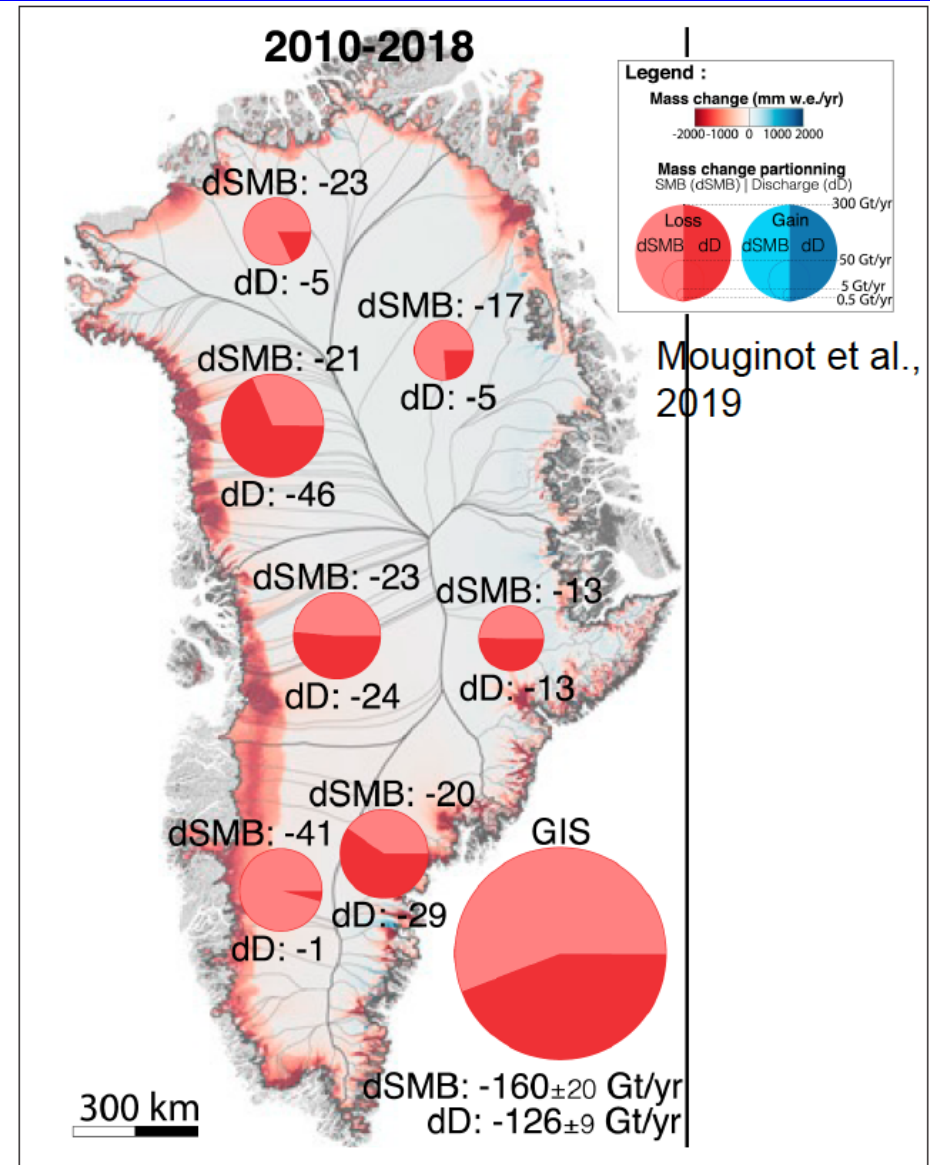 2010-2018
Legend :
Mass change (mm w.e./yr)
-2000 -1000 0 1000 2000
Mass change partionning
SMB (dSMB) | Discharge (dD)
300 Gt/yr
Loss
Gain
dSMB dD
dSMB dD
50 Gt/yr
5 Gt/yr
0.5 Gt/yr
Mouginot et al.,
2019
dSMB: -23
dD: -5
dSMB: -17
dD: -5
dSMB: -21
dD: -46
dSMB: -23
dD: -24
dSMB: -13
dD: -13
dSMB: -20
dD: -29
dSMB: -41
dD: -1
GIS
dSMB: -160±20 Gt/yr
dD: -126±9 Gt/yr
300 km